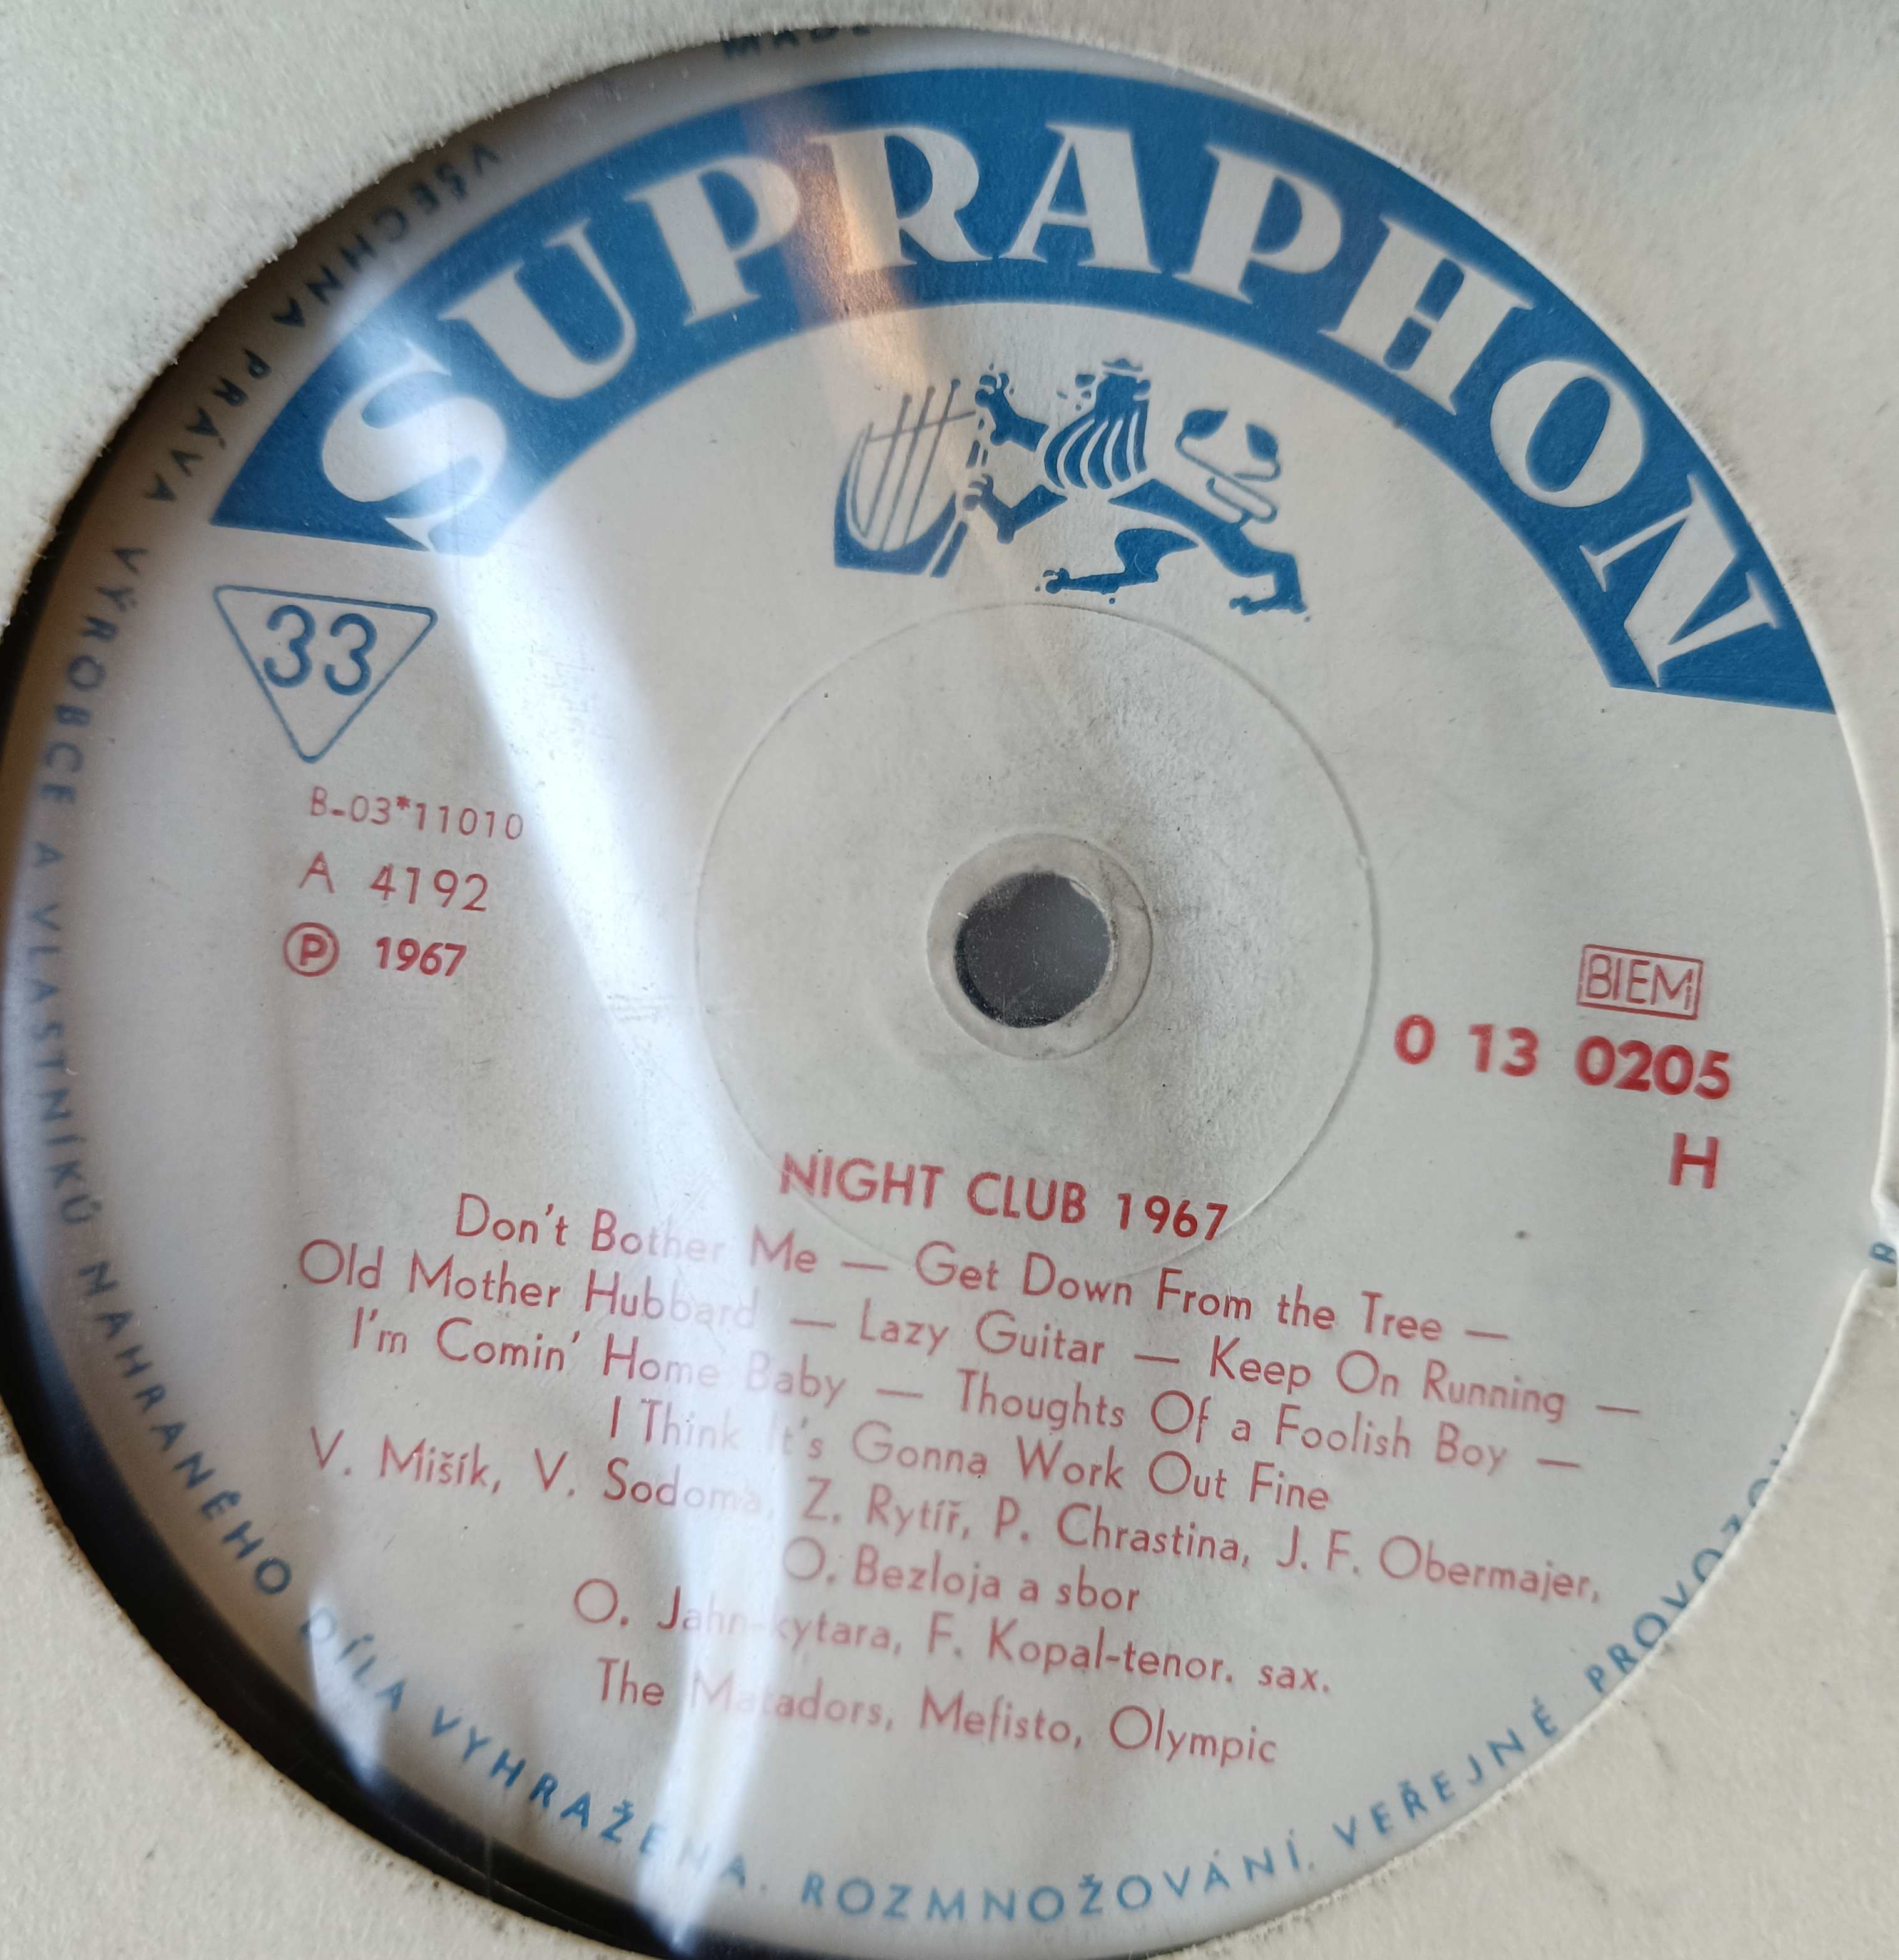 MADE
SUPRAPHON
33
B-03*11010
A 4192
Ⓟ 1967
BIEM
0 13 0205
H
NIGHT CLUB 1967
Don't Bother Me — Get Down From the Tree —
Old Mother Hubbard — Lazy Guitar — Keep On Running —
I'm Comin' Home Baby — Thoughts Of a Foolish Boy —
I Think It's Gonna Work Out Fine
V. Mišík, V. Sodoma, Z. Rytíř, P. Chrastina, J. F. Obermajer,
O. Bezloja a sbor
O. Jahn-kytara, F. Kopal-tenor. sax.
The Matadors, Mefisto, Olympic
VŠECHNA PRÁVA VÝROBCE A VLASTNÍKŮ NAHRANÉHO DÍLA VYHRAŽENA. ROZMNOŽOVÁNÍ, VEŘEJNÉ